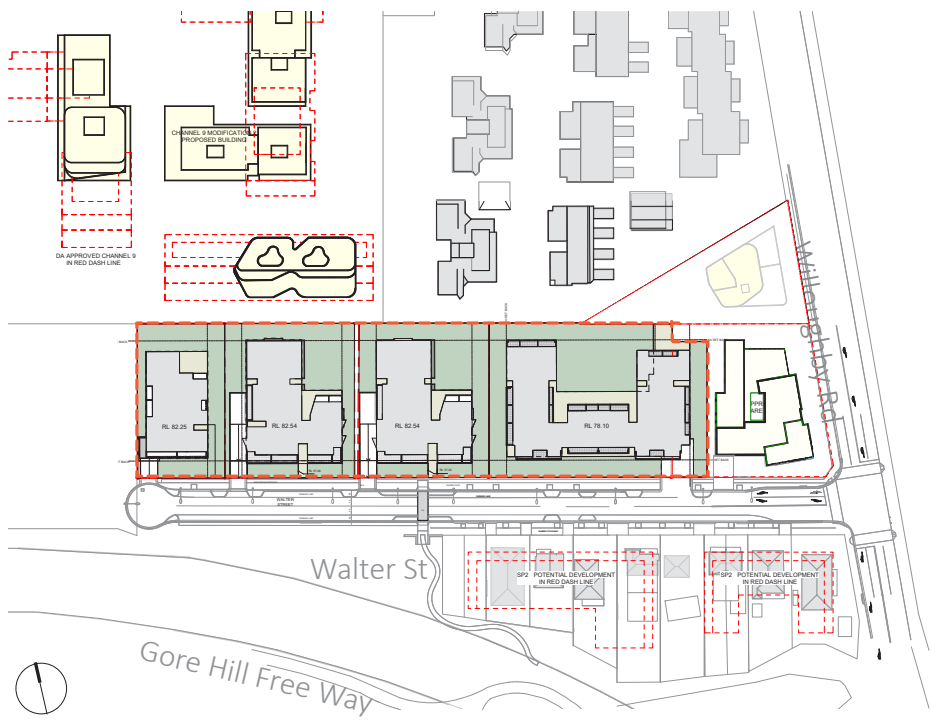 CHANNEL 9 MODIFICATION
PROPOSED BUILDING
DA APPROVED CHANNEL 9
IN RED DASH LINE
Willoughby Rd
RL 82.25
RL 82.54
RL 82.54
RL 78.10
WALTER
STREET
Walter St
SP2 POTENTIAL DEVELOPMENT
IN RED DASH LINE
SP2 POTENTIAL DEVELOPMENT
IN RED DASH LINE
Gore Hill Free Way